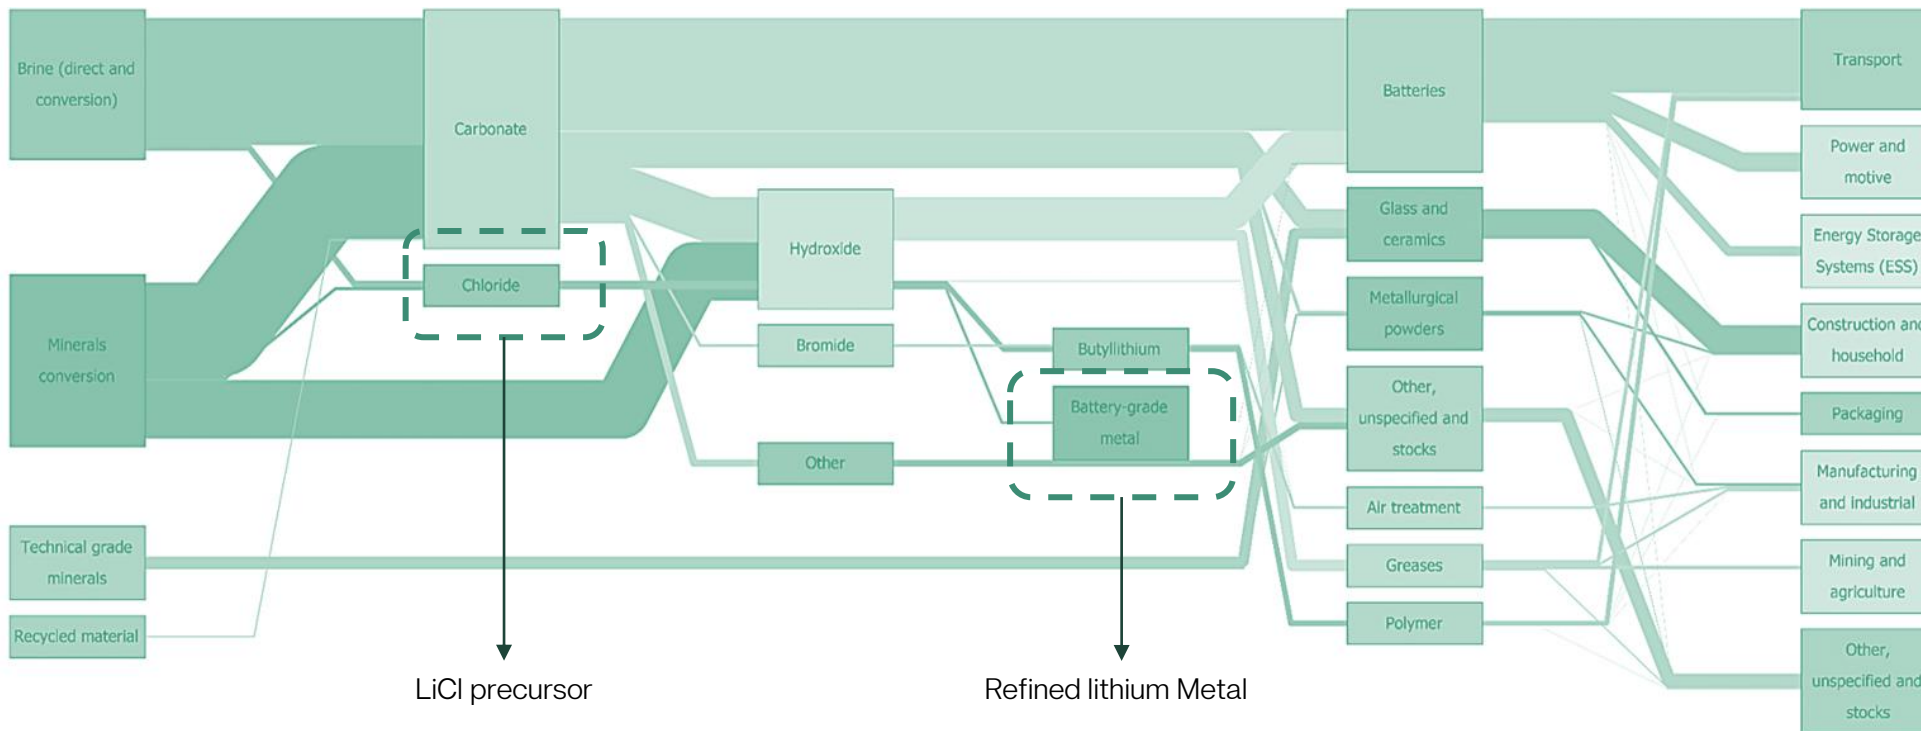 Brine (direct and
conversion)
Minerals
conversion
Technical grade
minerals
Recycled material
Carbonate
Chloride
Hydroxide
Bromide
Other
Butyllithium
Battery-grade
metal
Batteries
Glass and
ceramics
Metallurgical
powders
Other,
unspecified and
stocks
Air treatment
Greases
Polymer
Transport
Power and
motive
Energy Storage
Systems (ESS)
Construction and
household
Packaging
Manufacturing
and industrial
Mining and
agriculture
Other,
unspecified and
stocks
LiCl precursor
Refined lithium Metal